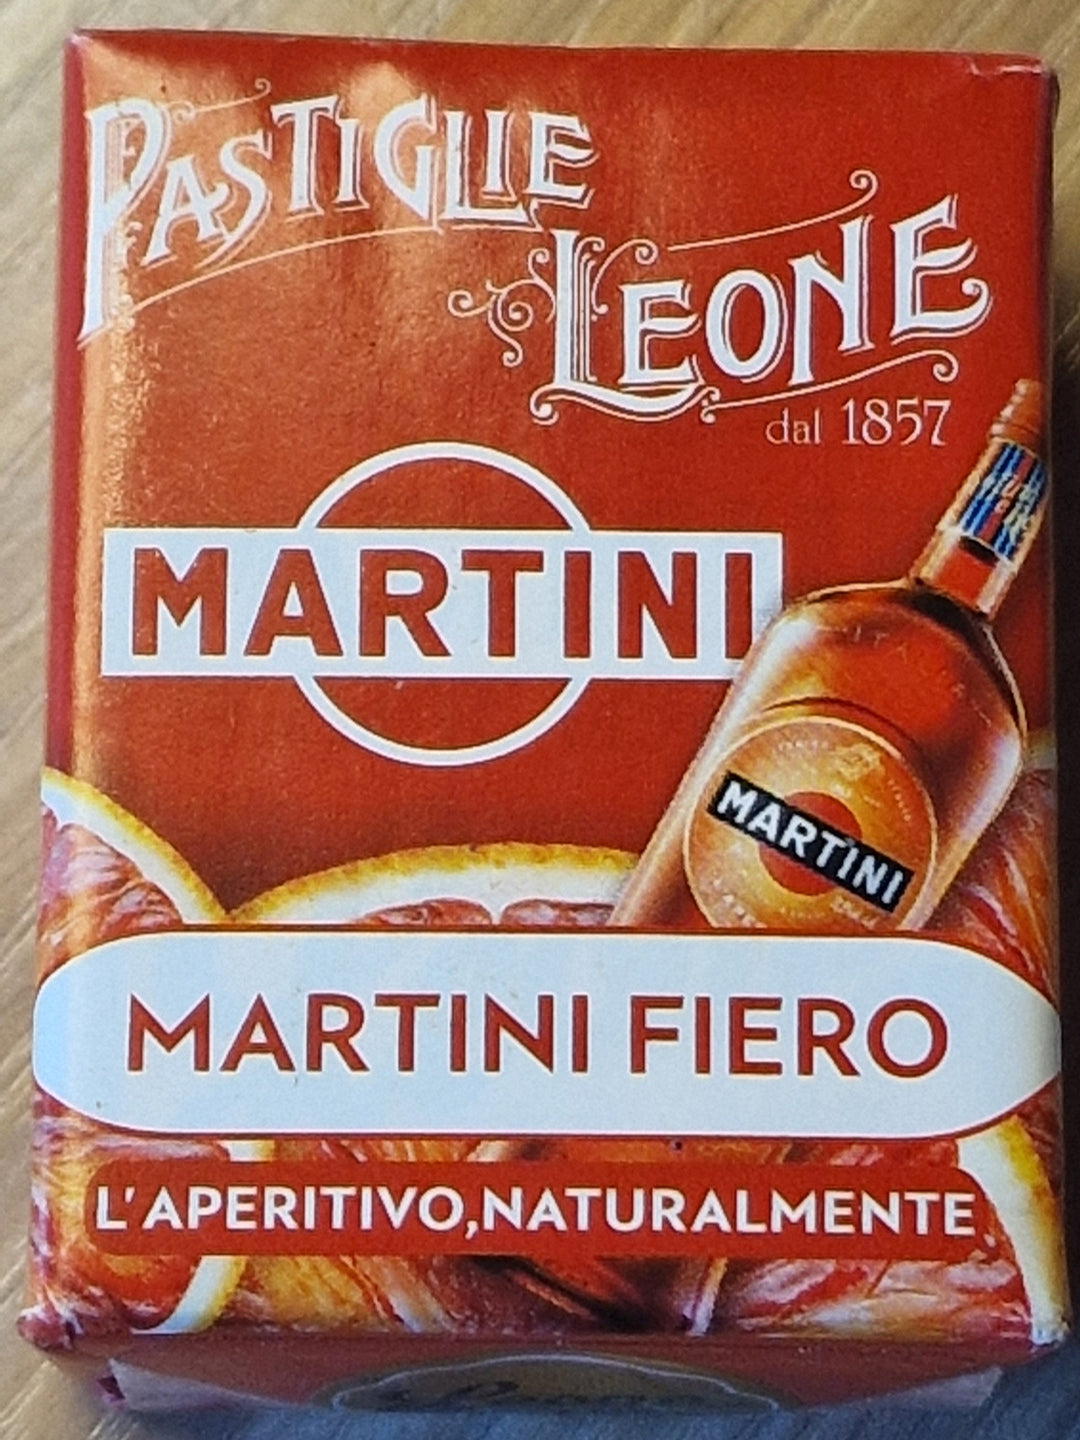 PASTIGLIE
LEONE
dal 1857
MARTINI
MARTINI
MARTINI FIERO
L'APERITIVO,NATURALMENTE